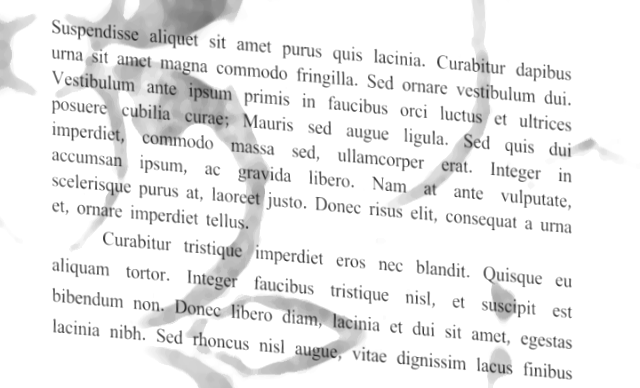 Suspendisse aliquet sit amet purus quis lacinia. Curabitur dapibus
urna sit amet magna commodo fringilla. Sed ornare vestibulum dui.
Vestibulum ante ipsum primis in faucibus orci luctus et ultrices
posuere cubilia curae; Mauris sed augue ligula. Sed quis dui
imperdiet, commodo massa sed, ullamcorper erat. Integer in
accumsan ipsum, ac gravida libero. Nam at ante vulputate,
scelerisque purus at, laoreet justo. Donec risus elit, consequat a urna
et, ornare imperdiet tellus.
Curabitur tristique imperdiet eros nec blandit. Quisque eu
aliquam tortor. Integer faucibus tristique nisl, et suscipit est
bibendum non. Donec libero diam, lacinia et dui sit amet, egestas
lacinia nibh. Sed rhoncus nisl augue, vitae dignissim lacus finibus